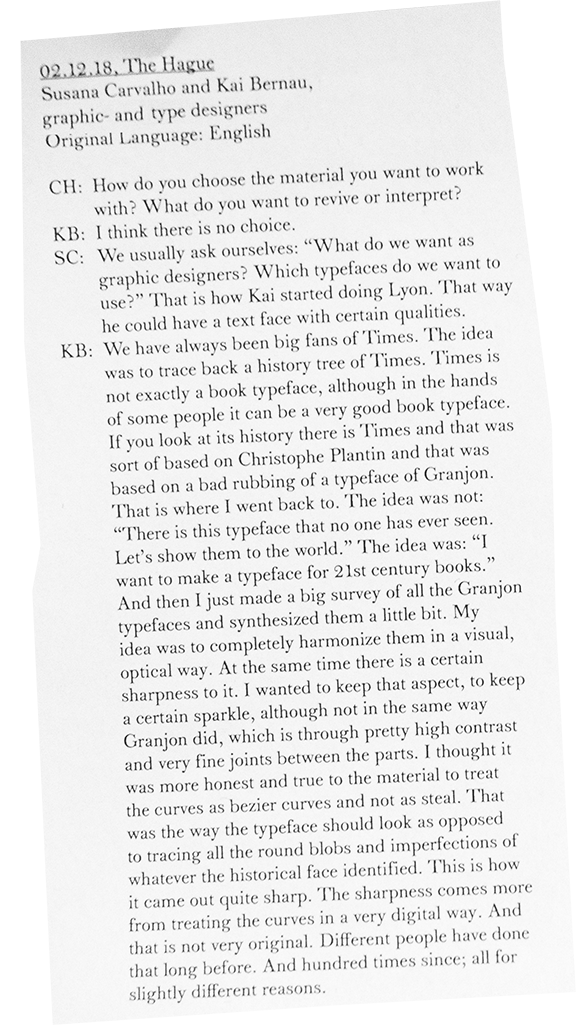 02.12.18, The Hague
Susana Carvalho and Kai Bernau,
graphic- and type designers
Original Language: English
CH: How do you choose the material you want to work
with? What do you want to revive or interpret?
KB: I think there is no choice.
SC: We usually ask ourselves: “What do we want as
graphic designers? Which typefaces do we want to
use?” That is how Kai started doing Lyon. That way
he could have a text face with certain qualities.
KB: We have always been big fans of Times. The idea
was to trace back a history tree of Times. Times is
not exactly a book typeface, although in the hands
of some people it can be a very good book typeface.
If you look at its history there is Times and that was
sort of based on Christophe Plantin and that was
based on a bad rubbing of a typeface of Granjon.
That is where I went back to. The idea was not:
“There is this typeface that no one has ever seen.
Let’s show them to the world.” The idea was: “I
want to make a typeface for 21st century books.”
And then I just made a big survey of all the Granjon
typefaces and synthesized them a little bit. My
idea was to completely harmonize them in a visual,
optical way. At the same time there is a certain
sharpness to it. I wanted to keep that aspect, to keep
a certain sparkle, although not in the same way
Granjon did, which is through pretty high contrast
and very fine joints between the parts. I thought it
was more honest and true to the material to treat
the curves as bezier curves and not as steal. That
was the way the typeface should look as opposed
to tracing all the round blobs and imperfections of
whatever the historical face identified. This is how
it came out quite sharp. The sharpness comes more
from treating the curves in a very digital way. And
that is not very original. Different people have done
that long before. And hundred times since; all for
slightly different reasons.